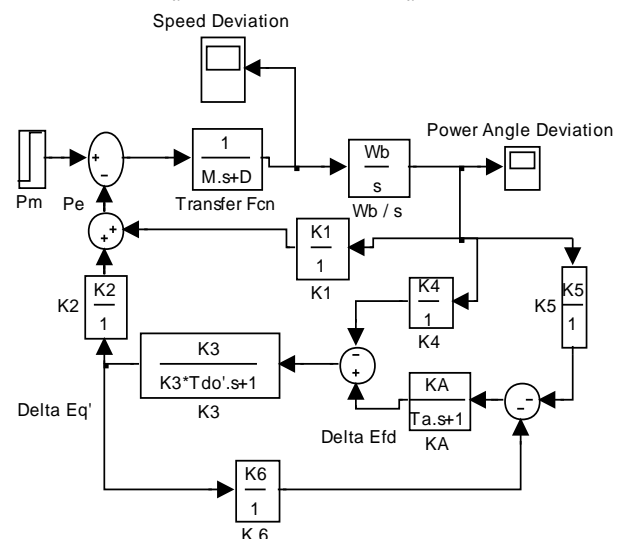 Speed Deviation
Power Angle Deviation
Pm
+
−
Pe
1
M.s+D
Transfer Fcn
Wb
s
Wb / s
+
+
K1
1
K1
K2
K2
1
K4
1
K4
K5
K5
1
K3
K3*Tdo'.s+1
K3
−
+
KA
Ta.s+1
KA
−
−
Delta Eq'
Delta Efd
K6
1
K 6